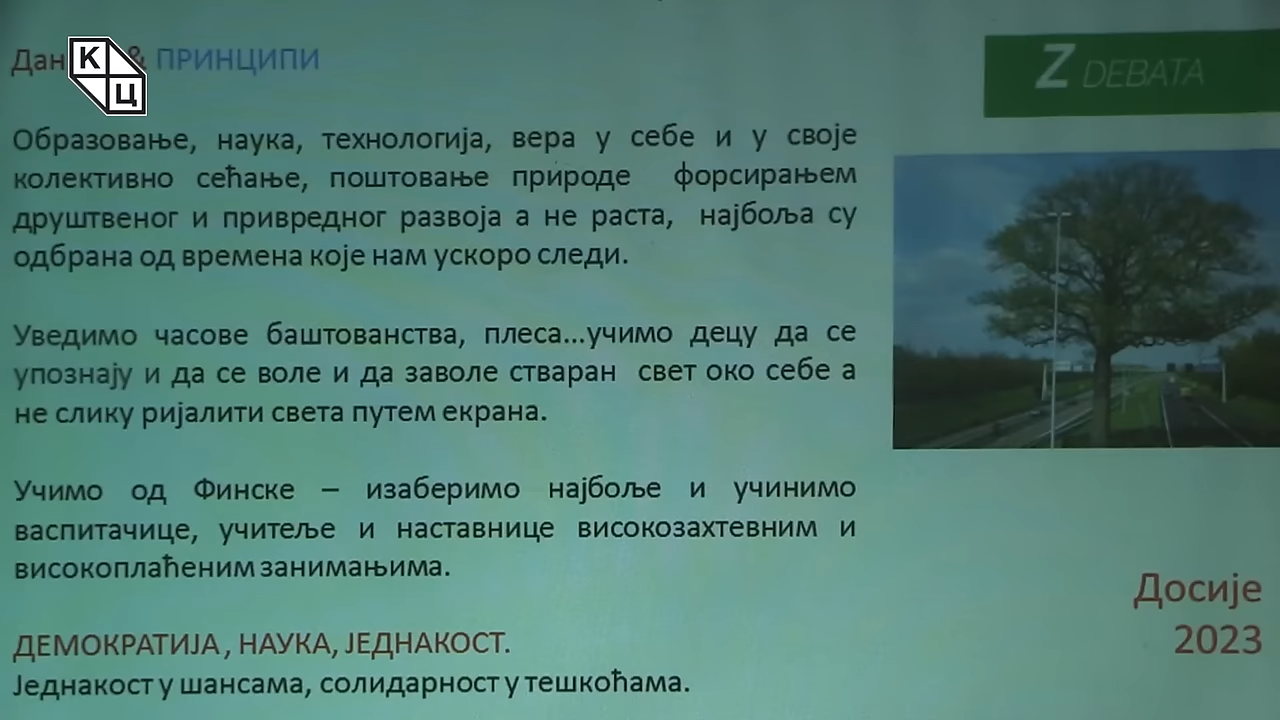 & ПРИНЦИПИ
КЦ
Z DEBATA
Образовање, наука, технологија, вера у себе и у своје
колективно сећање, поштовање природе форсирањем
друштвеног и привредног развоја а не раста, најбоља су
одбрана од времена које нам ускоро следи.
Уведимо часове баштованства, плеса...учимо децу да се
упознају и да се воле и да заволе стваран свет око себе а
не слику ријалити света путем екрана.
Учимо од Финске – изаберимо најбоље и учинимо
васпитачице, учитеље и наставнице високозахтевним и
високоплаћеним занимањима.
ДЕМОКРАТИЈА, НАУКА, ЈЕДНАКОСТ.
Једнакост у шансама, солидарност у тешкоћама.
Досије
2023